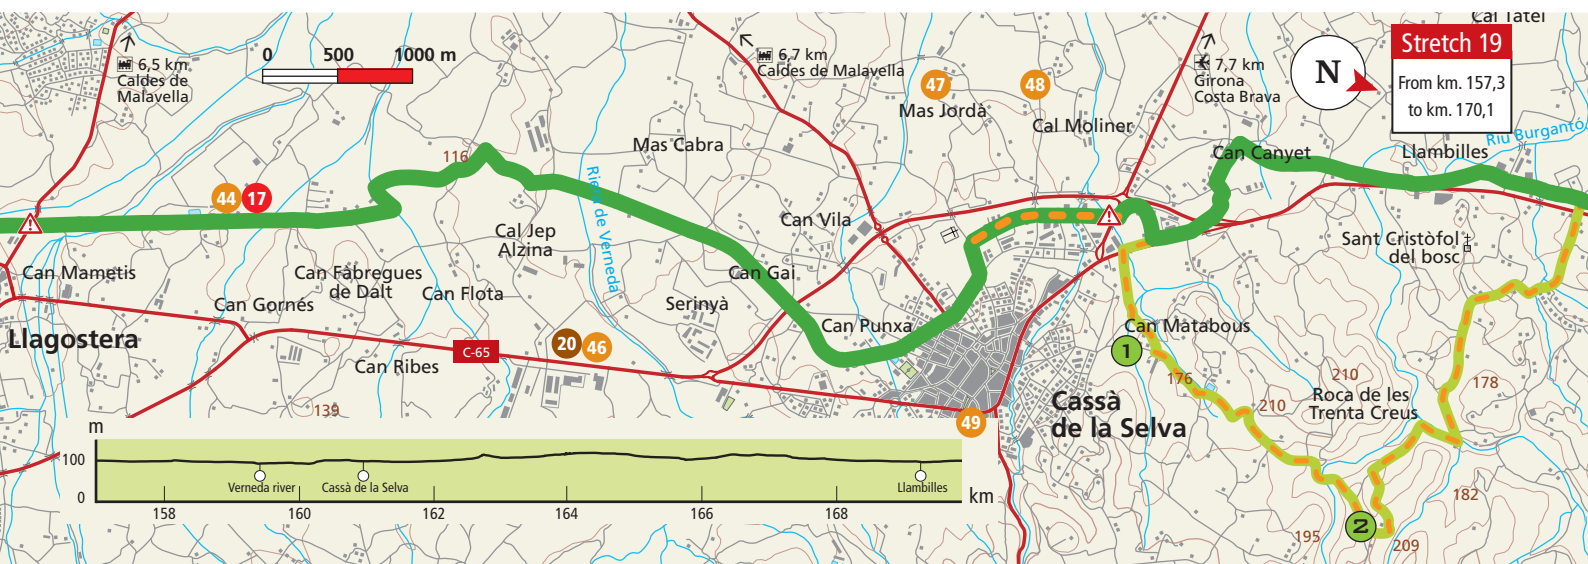 Cal Tatel
Stretch 19
From km. 157,3
to km. 170,1
N
0 500 1000 m
6,5 km
Caldes de
Malavella
6,7 km
Caldes de Malavella
7,7 km
Girona
Costa Brava
47
48
Mas Jordà
Cal Moliner
Riu Burgantó
Mas Cabra
Can Canyet
Llambilles
116
44
17
Riera de Verneda
Can Vila
Cal Jep
Alzina
Sant Cristòfol
del bosc
Can Mametis
Can Fàbregues
de Dalt
Can Gai
Can Flota
Can Gornés
Serinyà
Can Punxa
Can Matabous
Llagostera
C-65
20
46
1
Can Ribes
176
210
178
Roca de les
Trenta Creus
210
139
Cassà
de la Selva
49
182
2
195
209
m
100
0
Verneda river
Cassà de la Selva
Llambilles
km
158 160 162 164 166 168